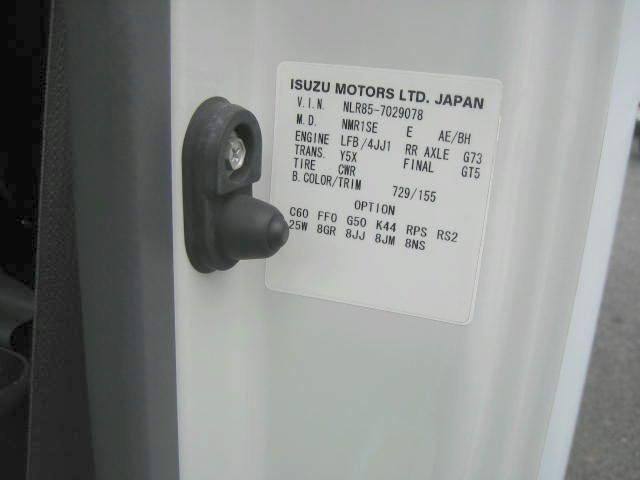 ISUZU MOTORS LTD. JAPAN
V.I.N. NLR85-7029078
M.D. NMR1SE E AE/BH
ENGINE LFB/4JJ1 RR AXLE G73
TRANS. Y5X FINAL GT5
TIRE CWR
B.COLOR/TRIM 729/155
OPTION
C60 FF0 G50 K44 RPS RS2
25W 8GR 8JJ 8JM 8NS